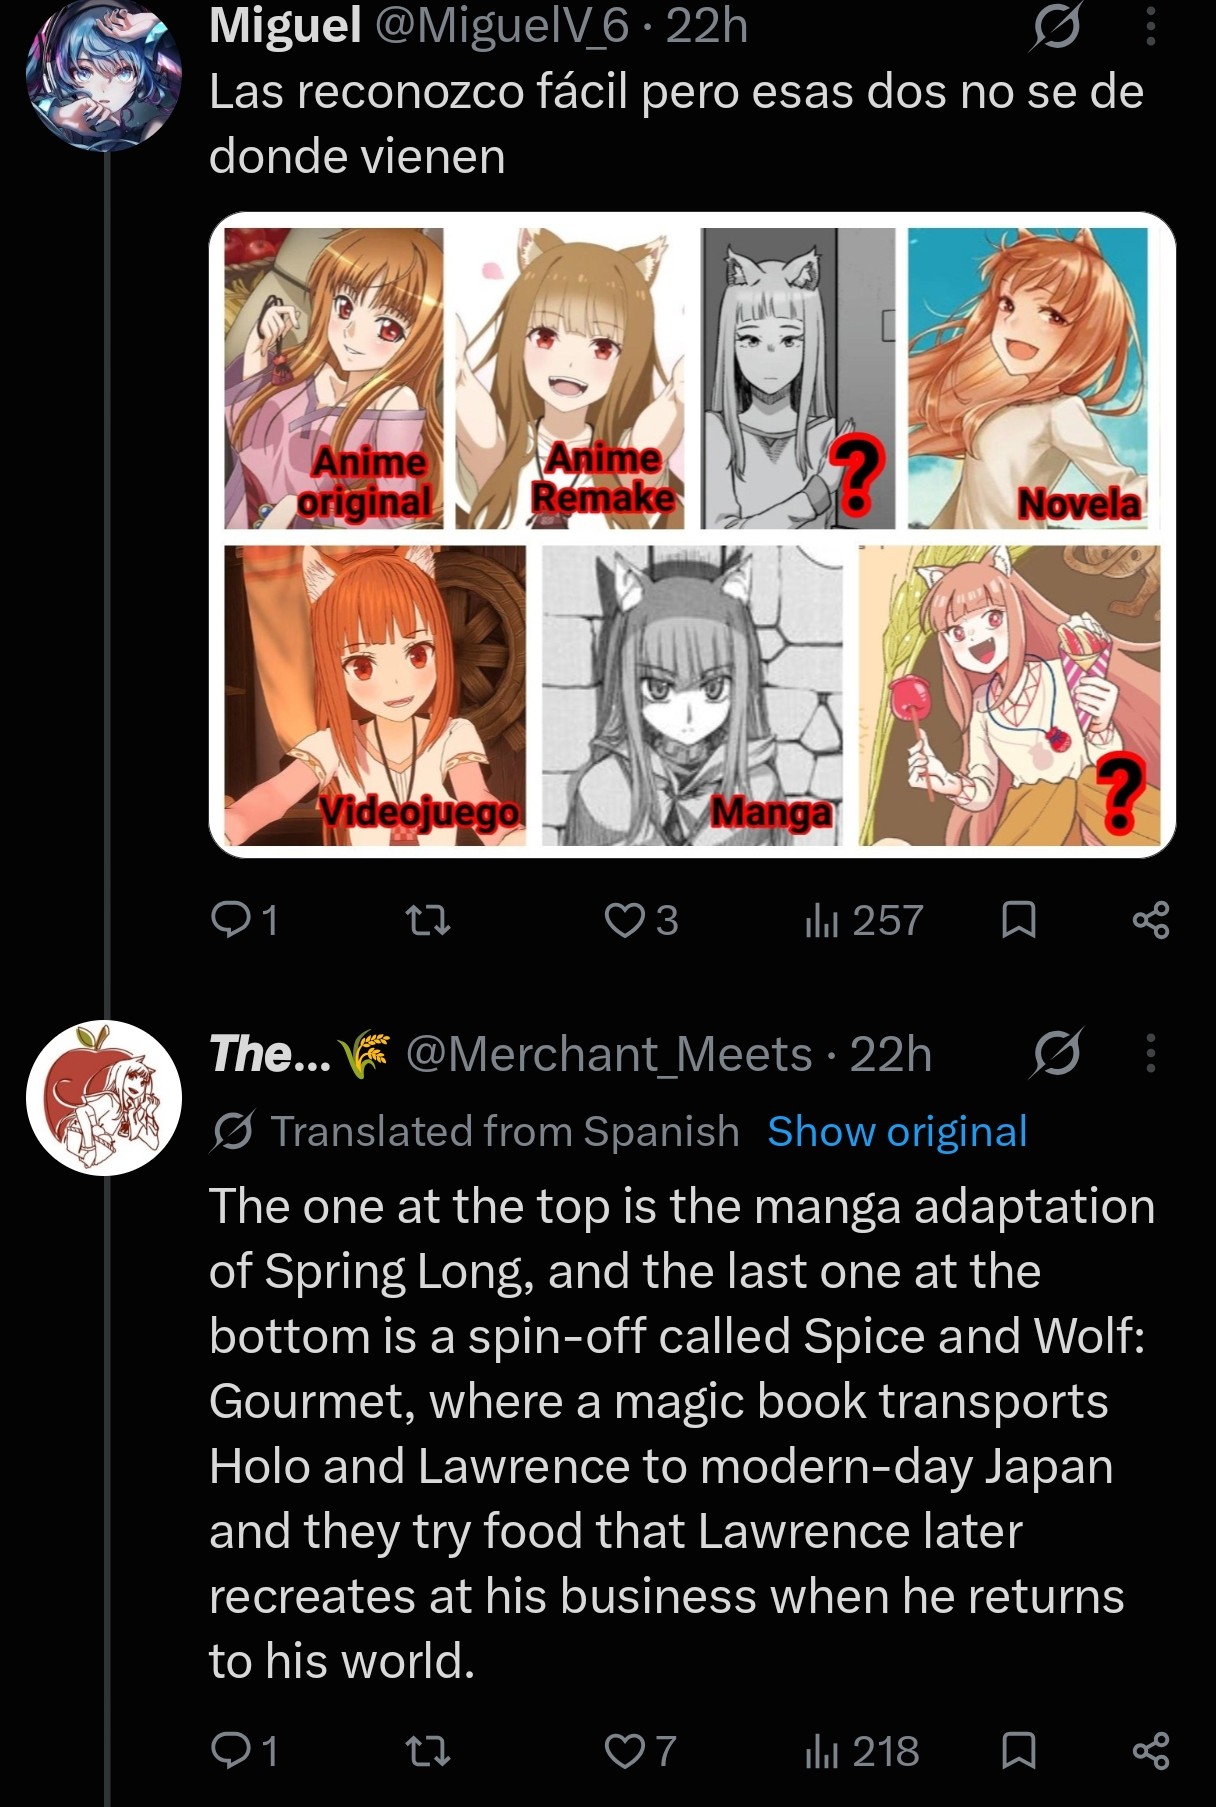 Miguel @MiguelV_6 · 22h
Las reconozco fácil pero esas dos no se de
donde vienen
Anime
original
Anime
Remake
?
Novela
Videojuego
Manga
?
1
3
257
The...🌾 @Merchant_Meets · 22h
Translated from Spanish Show original
The one at the top is the manga adaptation
of Spring Long, and the last one at the
bottom is a spin-off called Spice and Wolf:
Gourmet, where a magic book transports
Holo and Lawrence to modern-day Japan
and they try food that Lawrence later
recreates at his business when he returns
to his world.
1
7
218